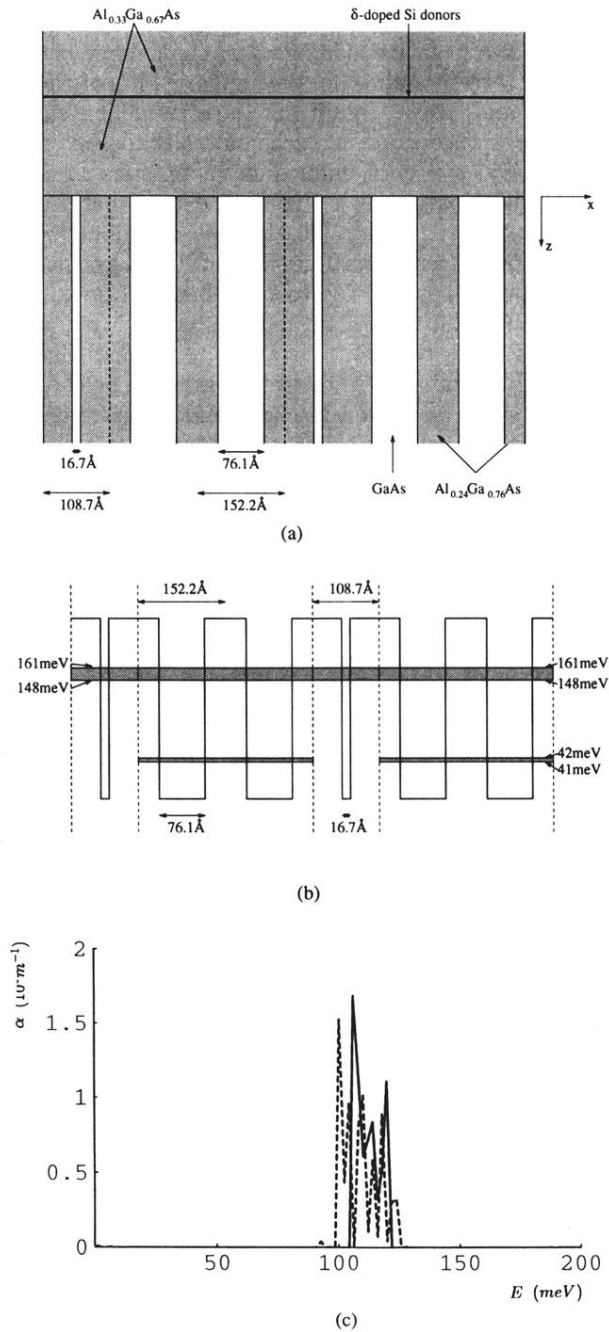 Al0.33Ga0.67As δ-doped Si donors
x
z
16.7Å 76.1Å
GaAs Al0.24Ga0.76As
108.7Å 152.2Å
(a)
152.2Å 108.7Å
161meV 161meV
148meV 148meV
42meV
41meV
76.1Å 16.7Å
(b)
α (10 m⁻¹)
2
1.5
1
0.5
0
50 100 150 200
E (meV)
(c)